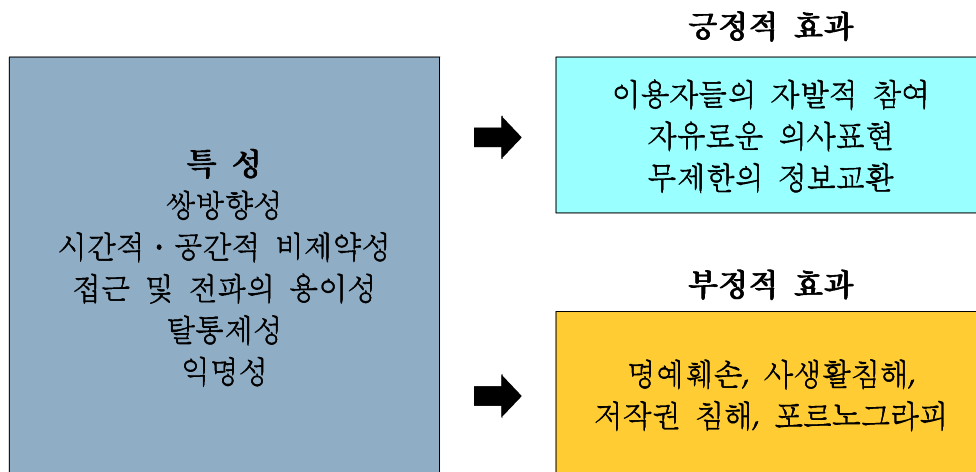 특 성
쌍방향성
시간적·공간적 비제약성
접근 및 전파의 용이성
탈통제성
익명성
긍정적 효과
이용자들의 자발적 참여
자유로운 의사표현
무제한의 정보교환
부정적 효과
명예훼손, 사생활침해,
저작권 침해, 포르노그라피